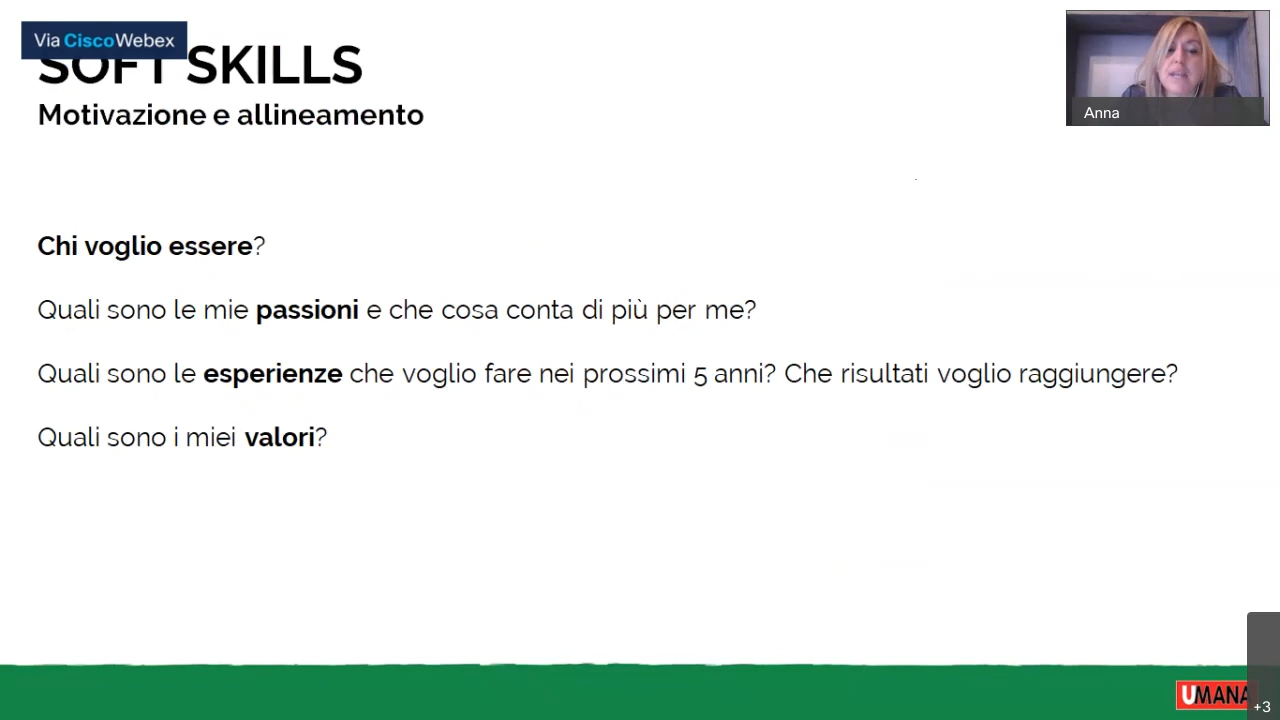 Via CiscoWebex
SOFT SKILLS
Motivazione e allineamento
Anna
Chi voglio essere?
Quali sono le mie passioni e che cosa conta di più per me?
Quali sono le esperienze che voglio fare nei prossimi 5 anni? Che risultati voglio raggiungere?
Quali sono i miei valori?
UMANA
+3